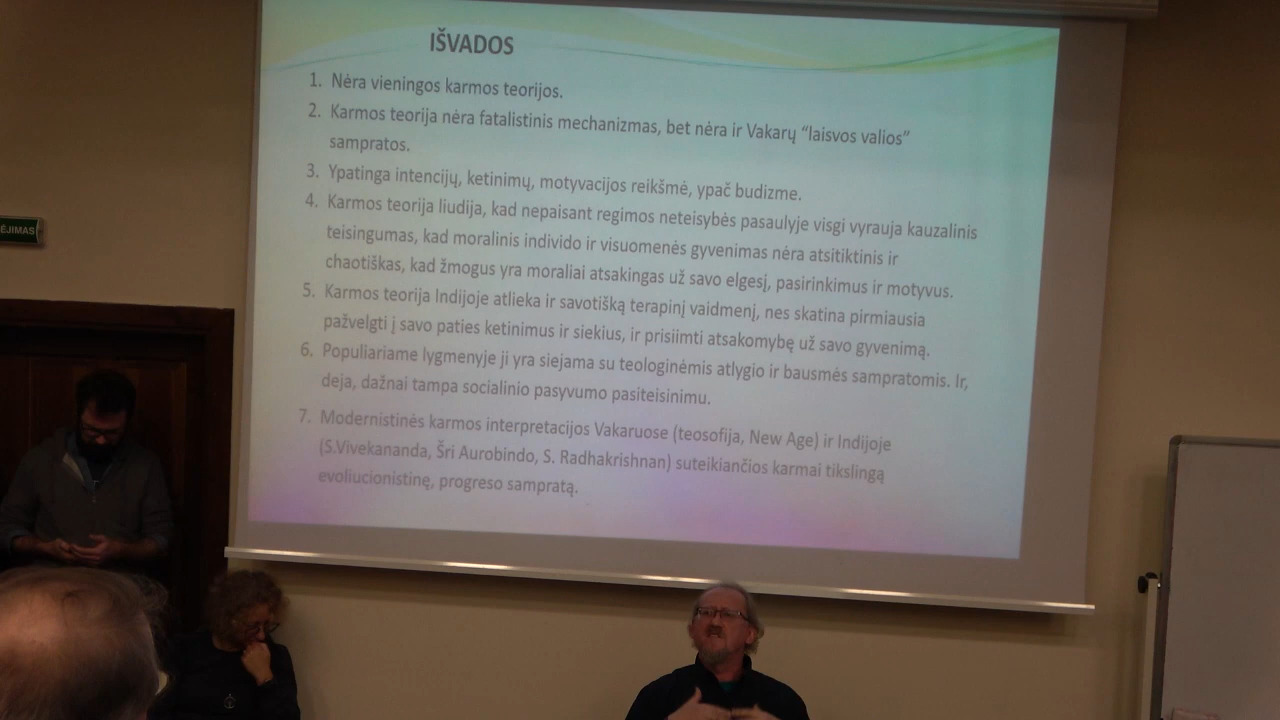 IŠVADOS
1. Nėra vieningos karmos teorijos.
2. Karmos teorija nėra fatalistinis mechanizmas, bet nėra ir Vakarų “laisvos valios”
sampratos.
3. Ypatinga intencijų, ketinimų, motyvacijos reikšmė, ypač budizme.
4. Karmos teorija liudija, kad nepaisant regimos neteisybės pasaulyje visgi vyrauja kauzalinis
teisingumas, kad moralinis individo ir visuomenės gyvenimas nėra atsitiktinis ir
chaotiškas, kad žmogus yra moraliai atsakingas už savo elgesį, pasirinkimus ir motyvus.
5. Karmos teorija Indijoje atlieka ir savotišką terapinį vaidmenį, nes skatina pirmiausia
pažvelgti į savo paties ketinimus ir siekius, ir prisiimti atsakomybę už savo gyvenimą.
6. Populiariame lygmenyje ji yra siejama su teologinėmis atlygio ir bausmės sampratomis. Ir,
deja, dažnai tampa socialinio pasyvumo pasiteisinimu.
7. Modernistinės karmos interpretacijos Vakaruose (teosofija, New Age) ir Indijoje
(S.Vivekananda, Šri Aurobindo, S. Radhakrishnan) suteikiančios karmai tikslingą
evoliucionistinę, progreso sampratą.
ĖJIMAS